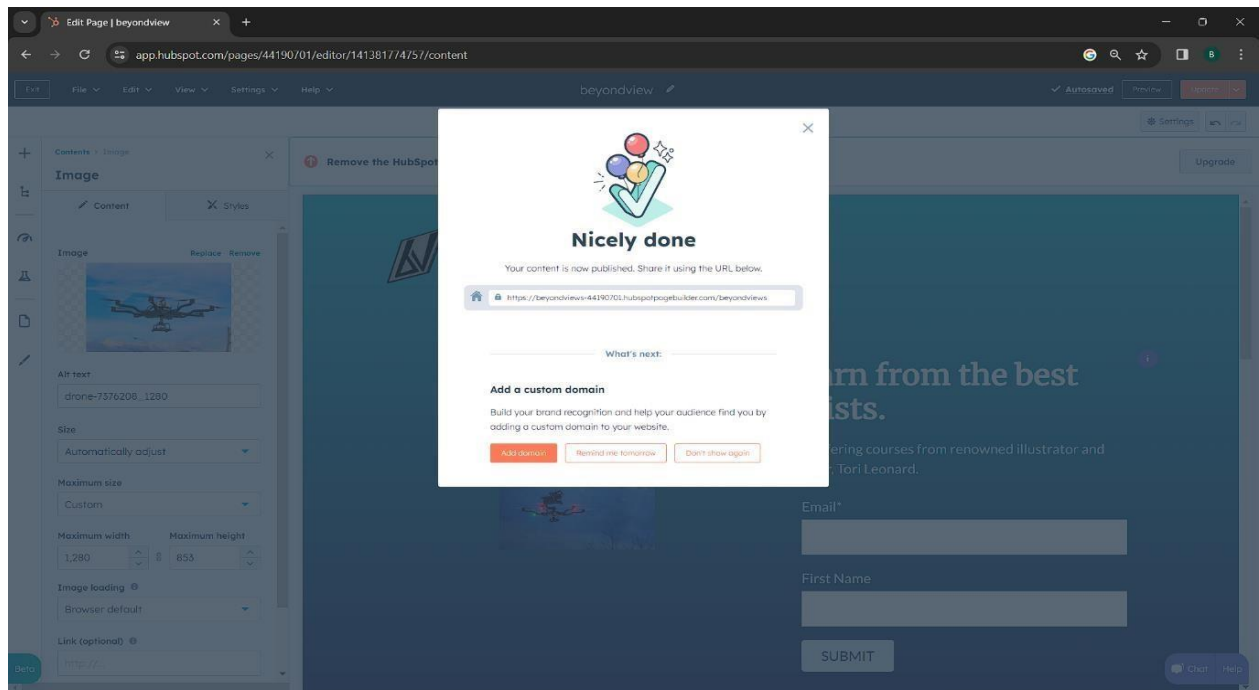 Edit Page | beyondview
app.hubspot.com/pages/44190701/editor/141381774757/content
B
Exit File Edit View Settings Help
beyondview
Autosaved Preview Update
Settings
Contents > Image
Image
Content Styles
Image Replace Remove
Alt text
drone-7376208_1280
Size
Automatically adjust
Maximum size
Custom
Maximum width Maximum height
1,280 853
Image loading
Browser default
Link (optional)
http://...
Beta
Remove the HubSpot
Upgrade
Nicely done
Your content is now published. Share it using the URL below.
https://beyondviews-44190701.hubspotpagebuilder.com/beyondviews
What's next:
Add a custom domain
Build your brand recognition and help your audience find you by
adding a custom domain to your website.
Add domain Remind me tomorrow Don't show again
rn from the best
ists.
ering courses from renowned illustrator and
, Tori Leonard.
Email*
First Name
SUBMIT
Chat Help